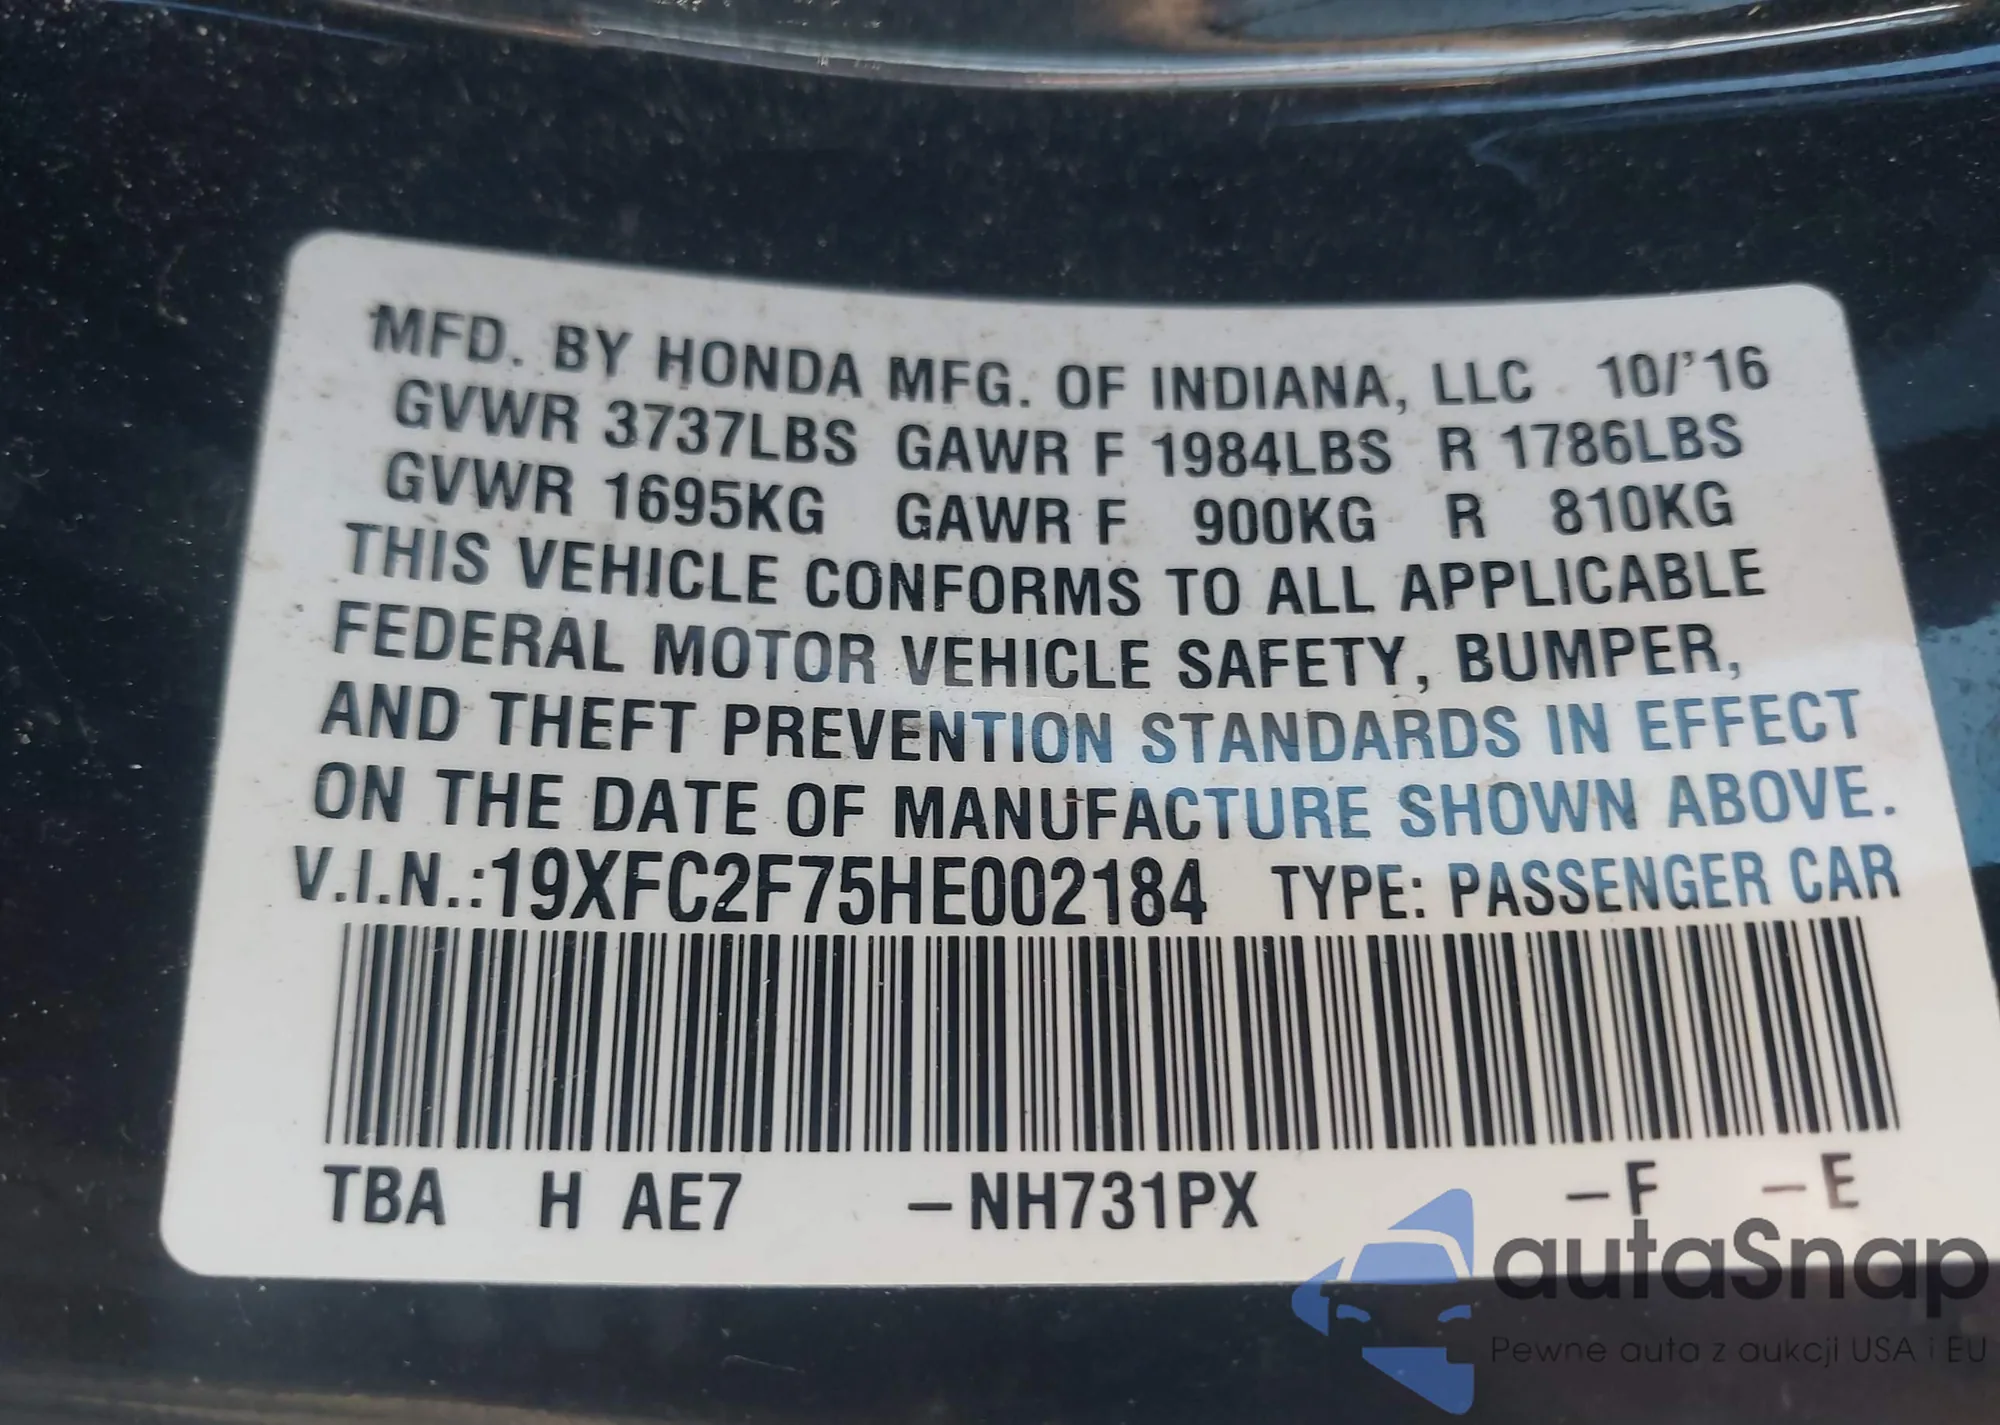 MFD. BY HONDA MFG. OF INDIANA, LLC 10/'16
GVWR 3737LBS GAWR F 1984LBS R 1786LBS
GVWR 1695KG GAWR F 900KG R 810KG
THIS VEHICLE CONFORMS TO ALL APPLICABLE
FEDERAL MOTOR VEHICLE SAFETY, BUMPER,
AND THEFT PREVENTION STANDARDS IN EFFECT
ON THE DATE OF MANUFACTURE SHOWN ABOVE.
V.I.N.:19XFC2F75HE002184 TYPE: PASSENGER CAR
TBA H AE7 –NH731PX –F –E
autaSnap
Pewne auta z aukcji USA i EU